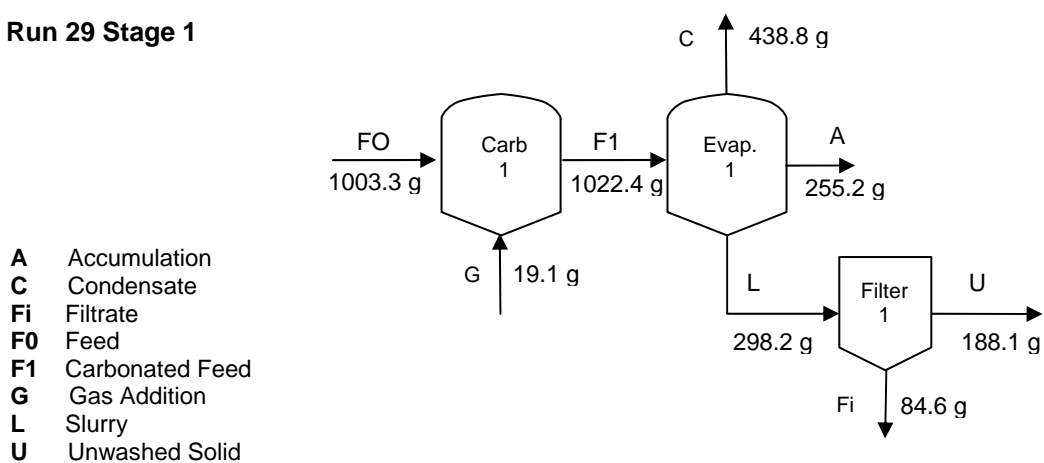 Run 29 Stage 1
C
438.8 g
FO
Carb
1
F1
Evap.
1
A
1003.3 g
1022.4 g
255.2 g
G
19.1 g
L
Filter
1
U
298.2 g
188.1 g
Fi
84.6 g
A Accumulation
C Condensate
Fi Filtrate
F0 Feed
F1 Carbonated Feed
G Gas Addition
L Slurry
U Unwashed Solid